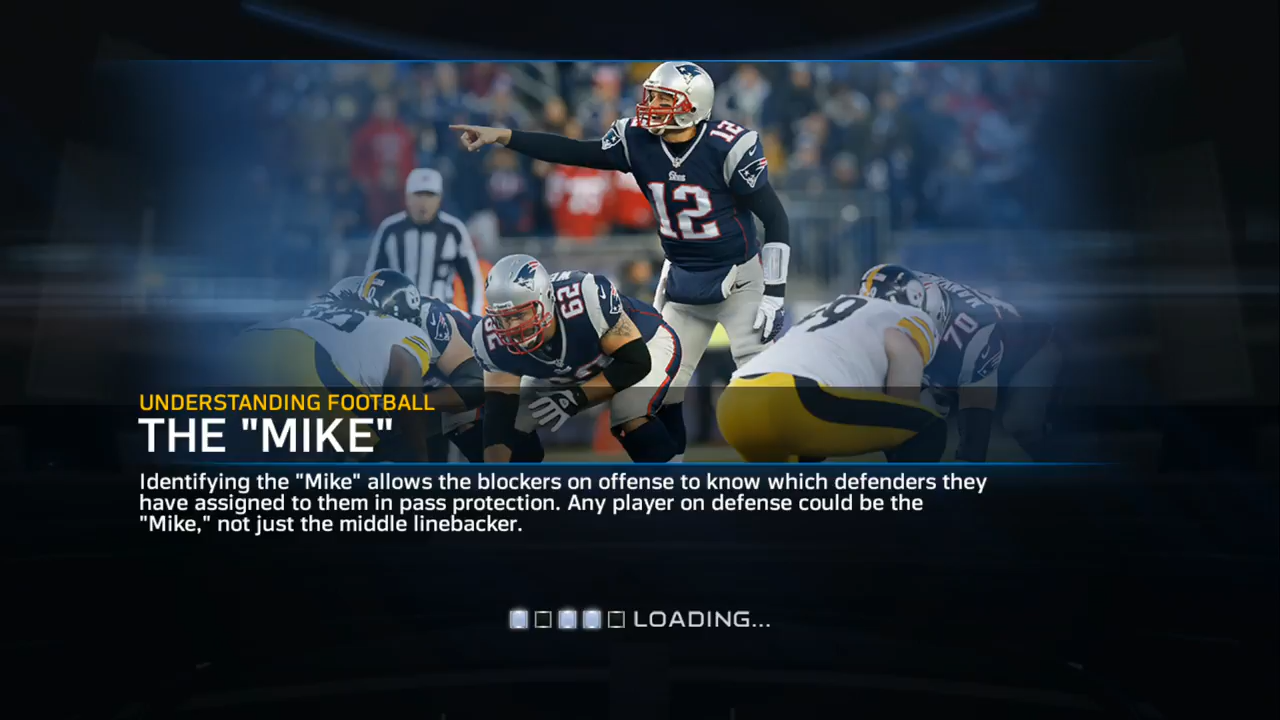 12
12
62
70
UNDERSTANDING FOOTBALL
THE "MIKE"
Identifying the "Mike" allows the blockers on offense to know which defenders they
have assigned to them in pass protection. Any player on defense could be the
"Mike," not just the middle linebacker.
LOADING...